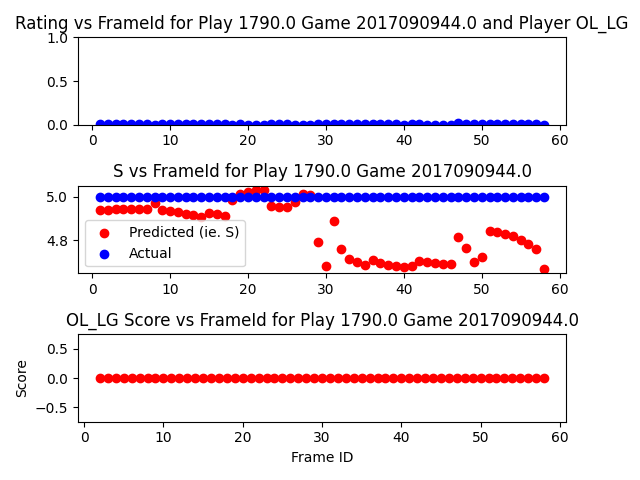 Rating vs FrameId for Play 1790.0 Game 2017090944.0 and Player OL_LG
1.0
0.5
0.0
0 10 20 30 40 50 60
S vs FrameId for Play 1790.0 Game 2017090944.0
5.0
4.8
Predicted (ie. S)
Actual
0 10 20 30 40 50 60
OL_LG Score vs FrameId for Play 1790.0 Game 2017090944.0
Score
0.5
0.0
−0.5
0 10 20 30 40 50 60
Frame ID